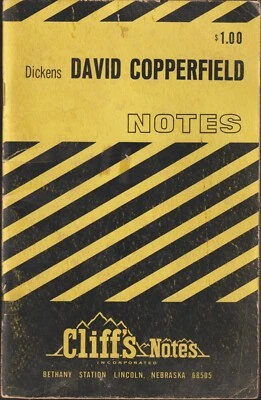 $1.00
Dickens DAVID COPPERFIELD
NOTES
Cliff's Notes
INCORPORATED
BETHANY STATION LINCOLN, NEBRASKA 68505